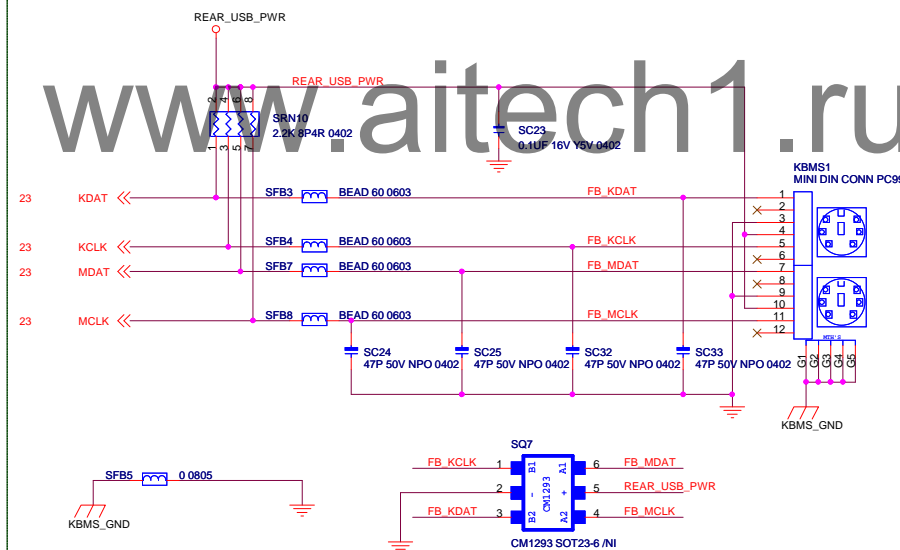 REAR_USB_PWR
www.aitech1.ru
REAR_USB_PWR
2 4 6 8
SRN10
2.2K 8P4R 0402
1 3 5 7
SC23
0.1UF 16V Y5V 0402
KBMS1
MINI DIN CONN PC99
23 KDAT SFB3 BEAD 60 0603 FB_KDAT 1
2
3
4
23 KCLK SFB4 BEAD 60 0603 FB_KCLK 5
6
23 MDAT SFB7 BEAD 60 0603 FB_MDAT 7
8
9
10
23 MCLK SFB8 BEAD 60 0603 FB_MCLK 11
12
SC24
47P 50V NPO 0402
SC25
47P 50V NPO 0402
SC32
47P 50V NPO 0402
SC33
47P 50V NPO 0402
G1 G2 G3 G4 G5
KBMS_GND
SFB5 0 0805
KBMS_GND
SQ7
FB_KCLK 1 B1 A1 6 FB_MDAT
2 - CM1293 + 5 REAR_USB_PWR
FB_KDAT 3 B2 A2 4 FB_MCLK
CM1293 SOT23-6 /NI